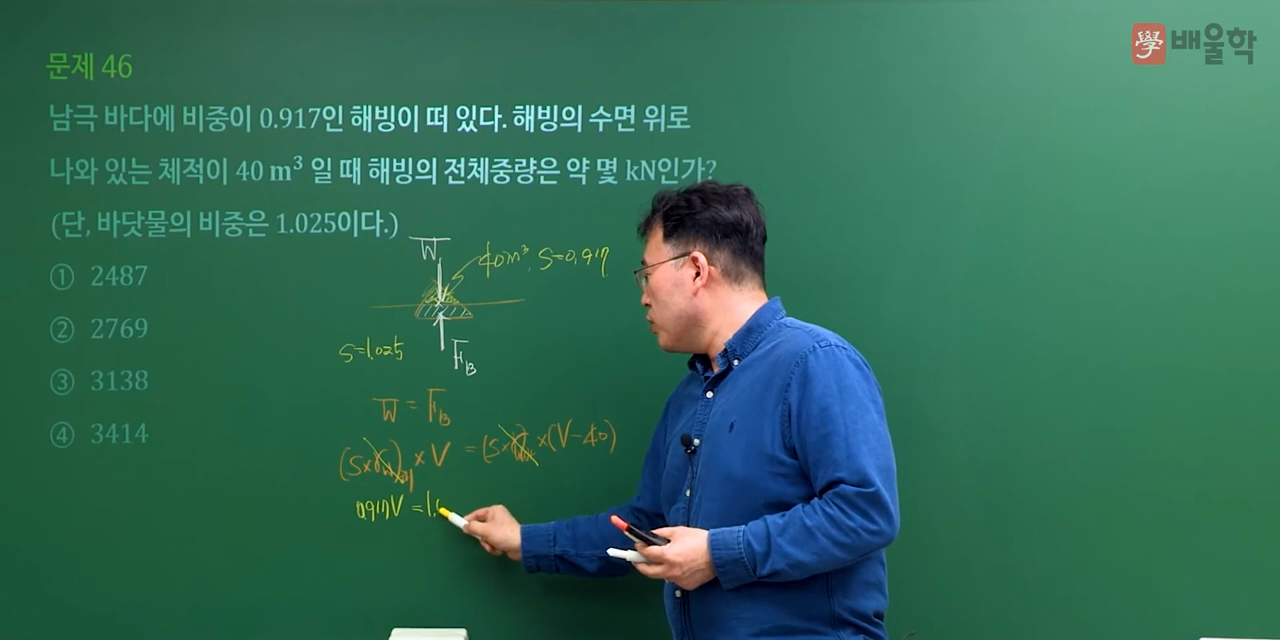 學 배울학
문제 46
남극 바다에 비중이 0.917인 해빙이 떠 있다. 해빙의 수면 위로
나와 있는 체적이 40 m³ 일 때 해빙의 전체중량은 약 몇 kN인가?
(단, 바닷물의 비중은 1.025이다.)
① 2487
② 2769
③ 3138
④ 3414
W
40m³, S=0.917
S=1.025
F_B
W = F_B
× V = × (V-40)
0.917V = 1.